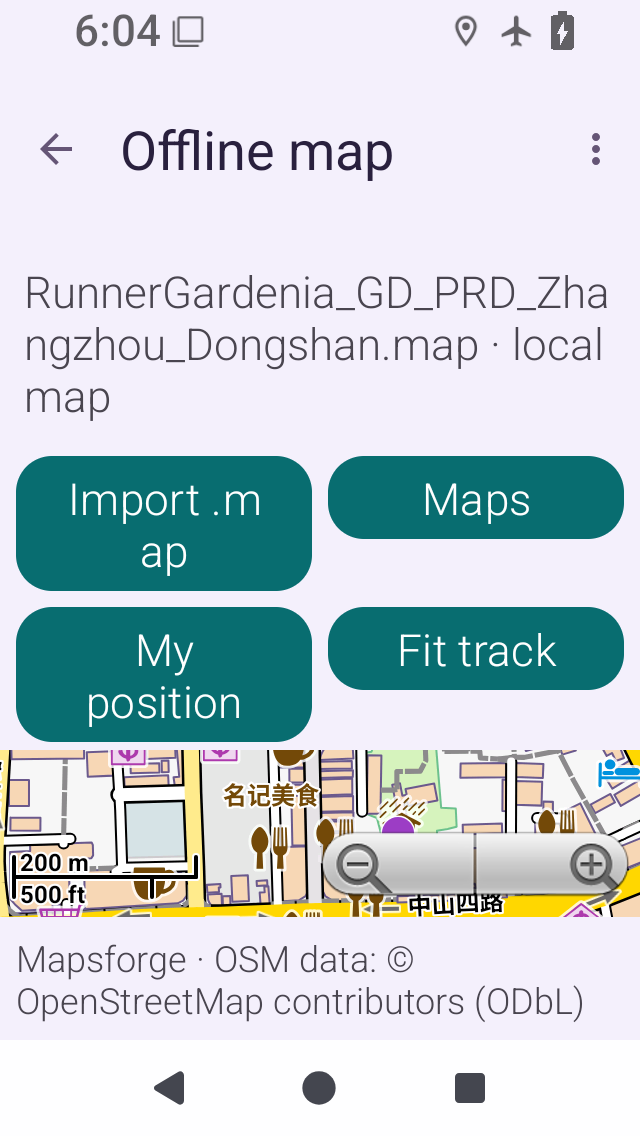 6:04
Offline map
RunnerGardenia_GD_PRD_Zha
ngzhou_Dongshan.map · local
map
Import .m
ap
Maps
My
position
Fit track
名记美食
200 m
500 ft
中山四路
Mapsforge · OSM data: ©
OpenStreetMap contributors (ODbL)